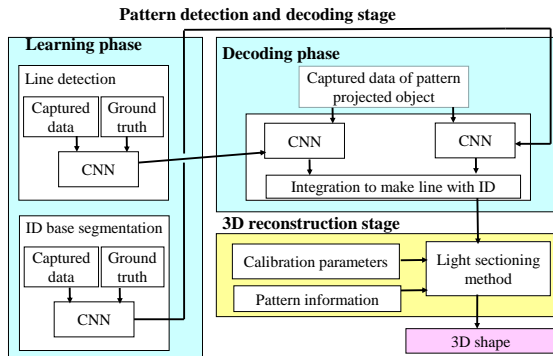 Pattern detection and decoding stage
Learning phase
Line detection
Captured
data
Ground
truth
CNN
ID base segmentation
Captured
data
Ground
truth
CNN
Decoding phase
Captured data of pattern
projected object
CNN
CNN
Integration to make line with ID
3D reconstruction stage
Calibration parameters
Pattern information
Light sectioning
method
3D shape